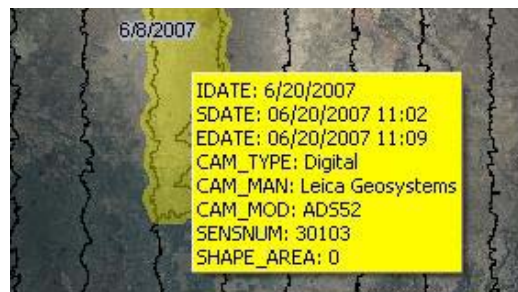 6/8/2007
IDATE: 6/20/2007
SDATE: 06/20/2007 11:02
EDATE: 06/20/2007 11:09
CAM_TYPE: Digital
CAM_MAN: Leica Geosystems
CAM_MOD: ADS52
SENSNUM: 30103
SHAPE_AREA: 0